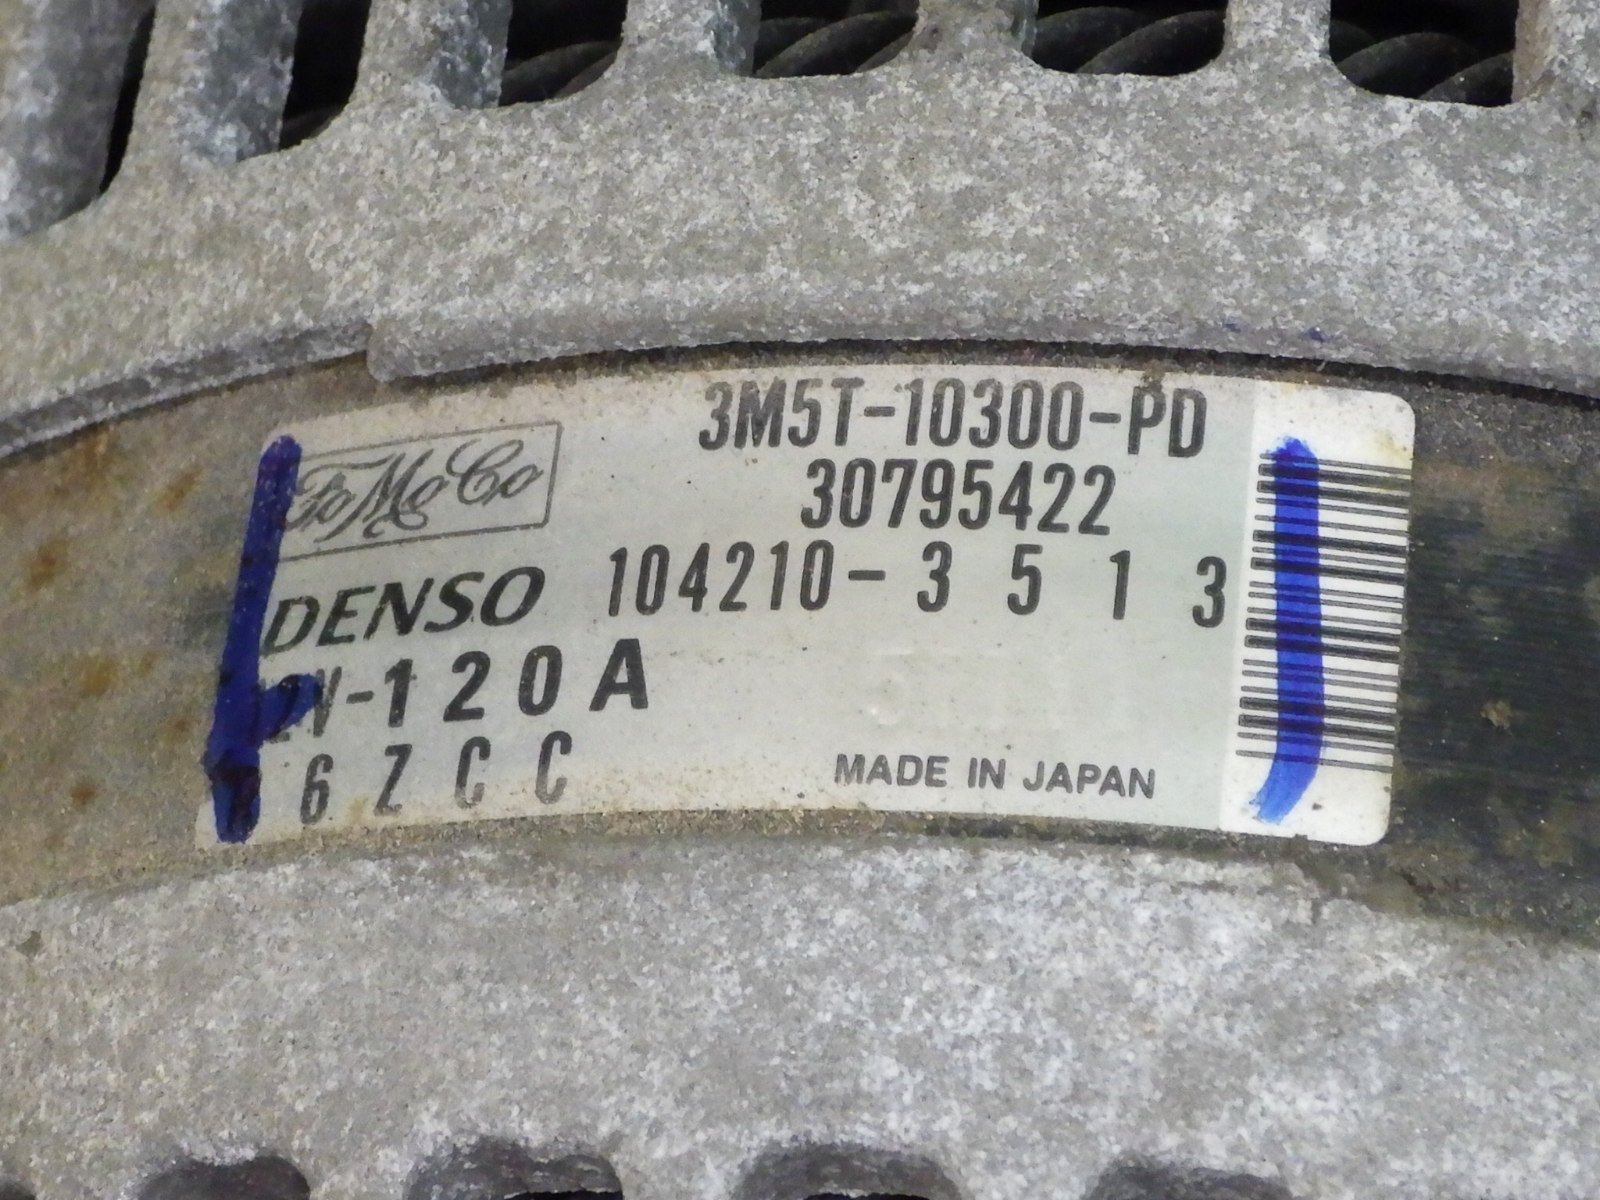 3M5T-10300-PD
FoMoCo
30795422
DENSO 104210-3513
2V-120A
6ZCC
MADE IN JAPAN